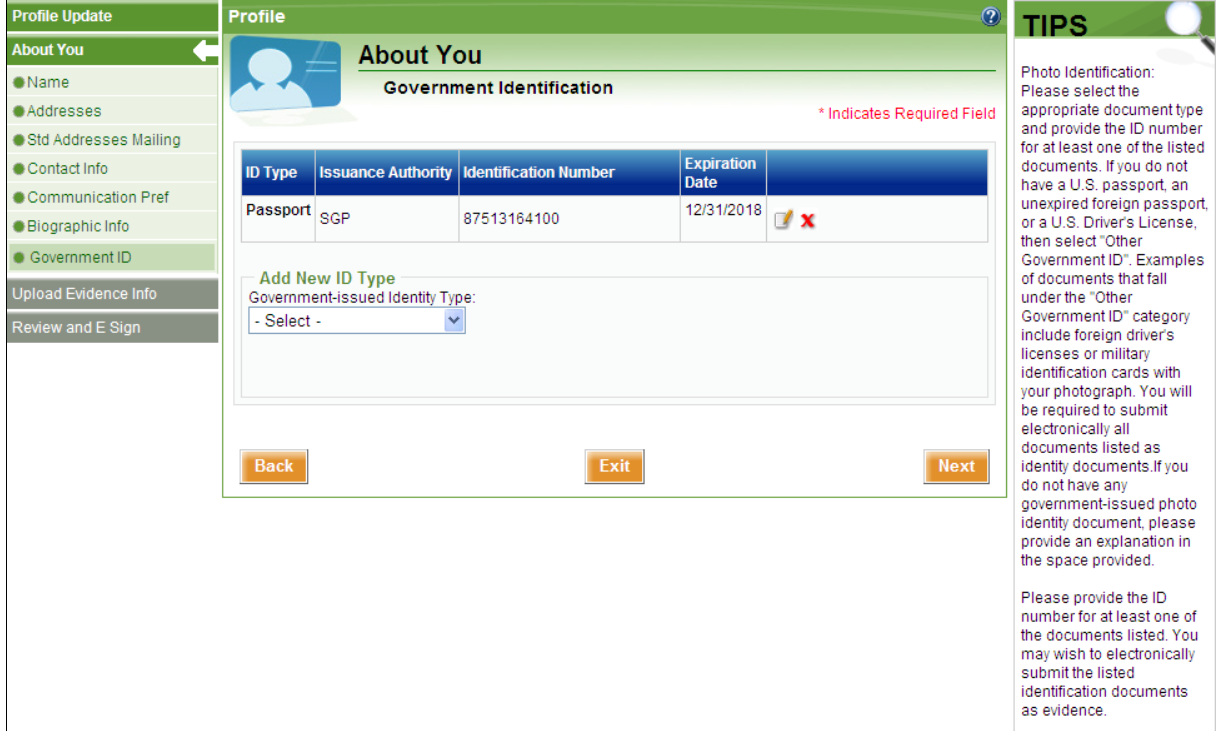 Profile Update
About You
Name
Addresses
Std Addresses Mailing
Contact Info
Communication Pref
Biographic Info
Government ID
Upload Evidence Info
Review and E Sign
Profile
?
About You
Government Identification
* Indicates Required Field
ID Type Issuance Authority Identification Number Expiration Date
Passport SGP 87513164100 12/31/2018
Add New ID Type
Government-issued Identity Type:
- Select -
Back Exit Next
TIPS
Photo Identification:
Please select the
appropriate document type
and provide the ID number
for at least one of the listed
documents. If you do not
have a U.S. passport, an
unexpired foreign passport,
or a U.S. Driver's License,
then select "Other
Government ID". Examples
of documents that fall
under the "Other
Government ID" category
include foreign driver's
licenses or military
identification cards with
your photograph. You will
be required to submit
electronically all
documents listed as
identity documents.If you
do not have any
government-issued photo
identity document, please
provide an explanation in
the space provided.
Please provide the ID
number for at least one of
the documents listed. You
may wish to electronically
submit the listed
identification documents
as evidence.